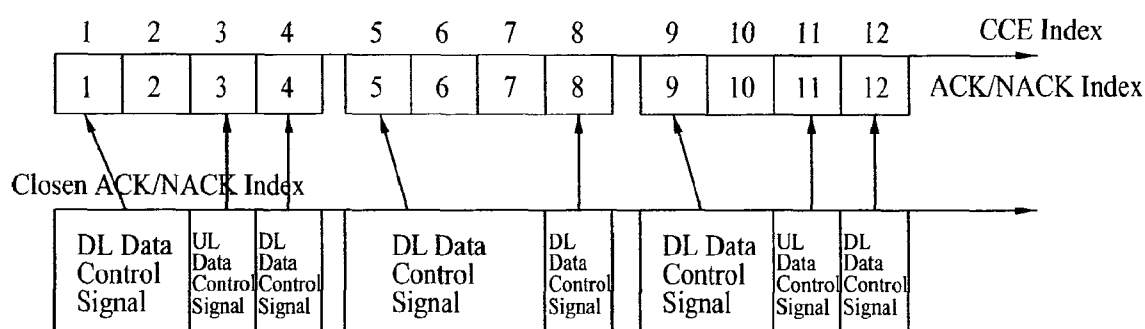 1 2 3 4 5 6 7 8 9 10 11 12 CCE Index
1 2 3 4 5 6 7 8 9 10 11 12 ACK/NACK Index
Closen ACK/NACK Index
DL Data
Control
Signal
UL
Data
Control
Signal
DL
Data
Control
Signal
DL Data
Control
Signal
DL
Data
Control
Signal
DL Data
Control
Signal
UL
Data
Control
Signal
DL
Data
Control
Signal